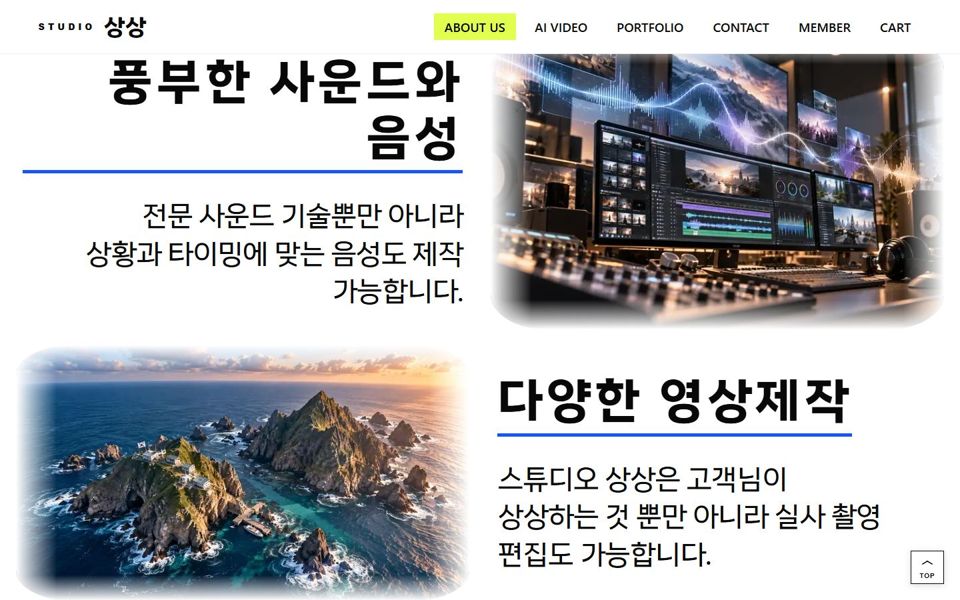 STUDIO 상상
ABOUT US AI VIDEO PORTFOLIO CONTACT MEMBER CART
풍부한 사운드와
음성
전문 사운드 기술뿐만 아니라
상황과 타이밍에 맞는 음성도 제작
가능합니다.
다양한 영상제작
스튜디오 상상은 고객님이
상상하는 것 뿐만 아니라 실사 촬영
편집도 가능합니다.
TOP